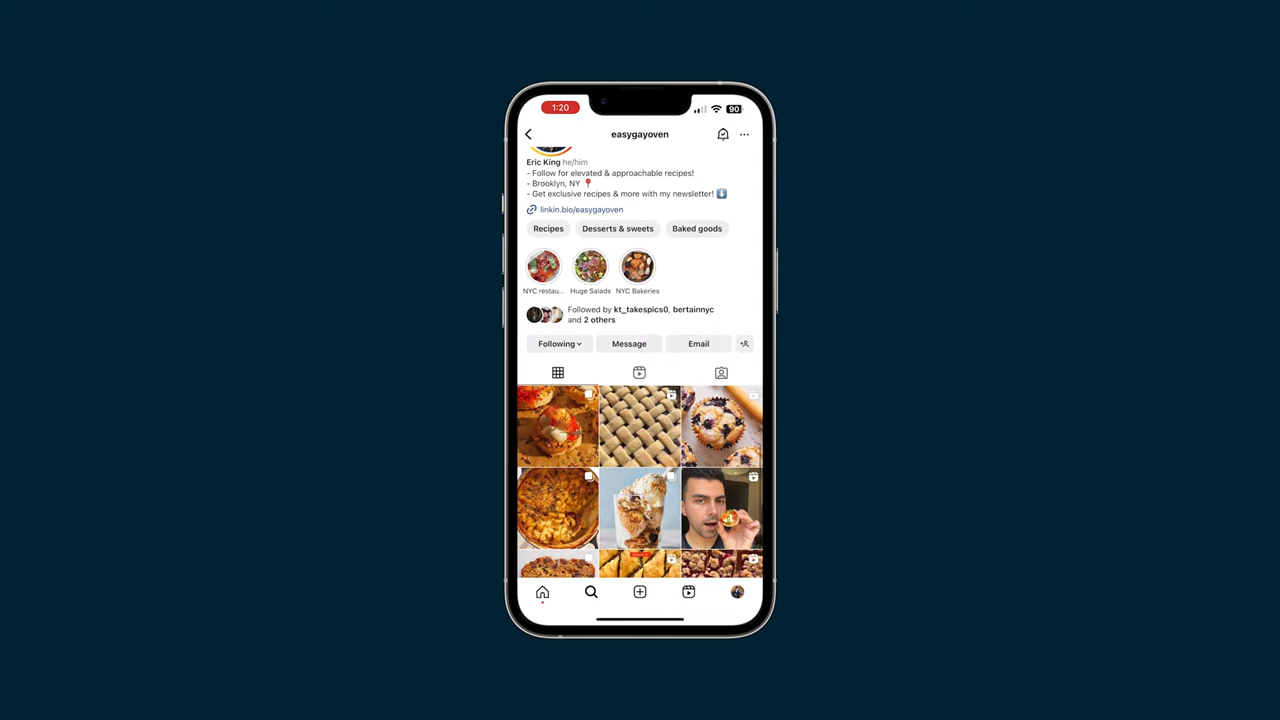 1:20
90
easygayoven
Eric King he/him
- Follow for elevated & approachable recipes!
- Brooklyn, NY 📍
- Get exclusive recipes & more with my newsletter! ⬇️
linkin.bio/easygayoven
Recipes Desserts & sweets Baked goods
NYC restau... Huge Salads NYC Bakeries
Followed by kt_takespics0, bertainnyc
and 2 others
Following Message Email